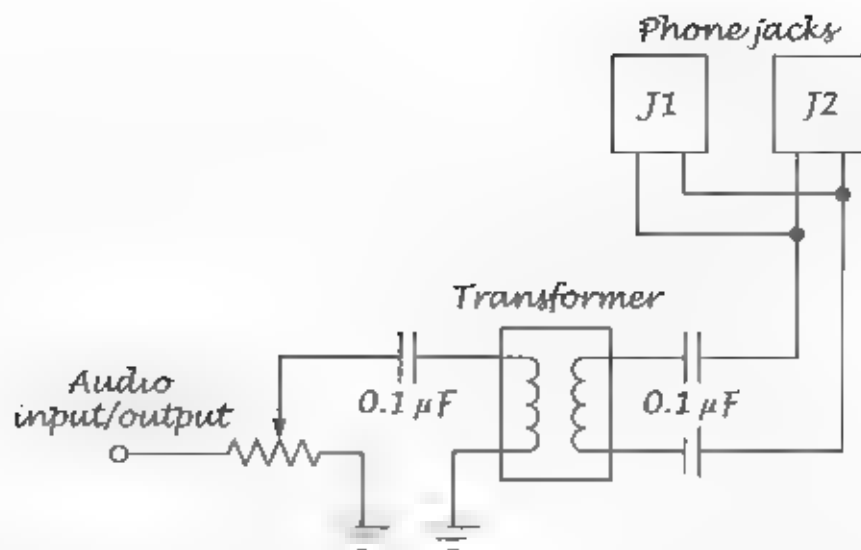 Phone jacks
J1
J2
Transformer
Audio
input/output
0.1 µF
0.1 µF